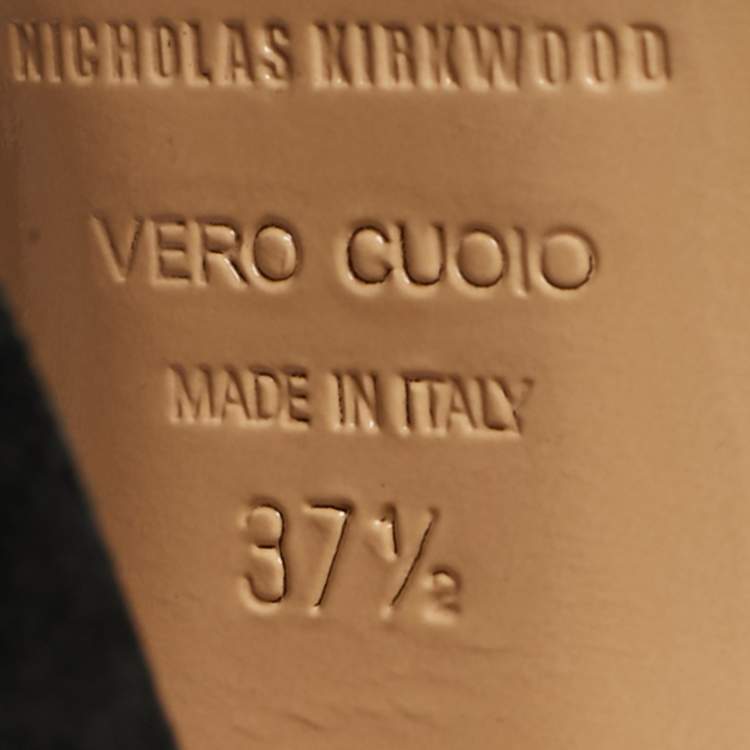 NICHOLAS KIRKWOOD
VERO CUOIO
MADE IN ITALY
37½